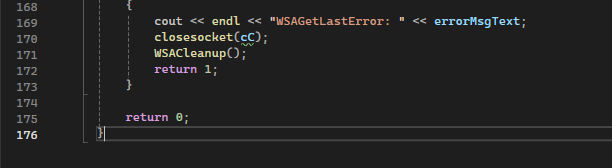 168 {
169 cout << endl << "WSAGetLastError: " << errorMsgText;
170 closesocket(cC);
171 WSACleanup();
172 return 1;
173 }
174
175 return 0;
176 }